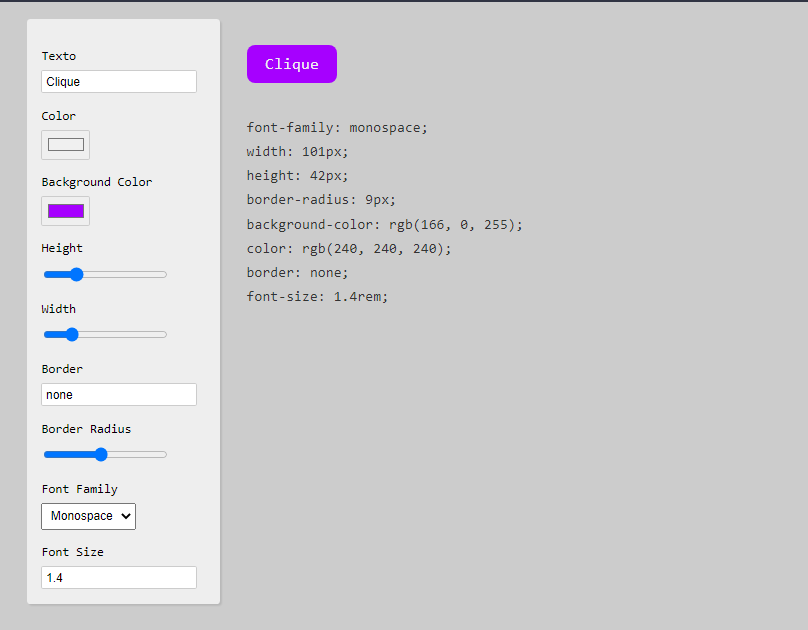 Texto
Clique
Color
Background Color
Height
Width
Border
none
Border Radius
Font Family
Monospace
Font Size
1.4
Clique
font-family: monospace;
width: 101px;
height: 42px;
border-radius: 9px;
background-color: rgb(166, 0, 255);
color: rgb(240, 240, 240);
border: none;
font-size: 1.4rem;